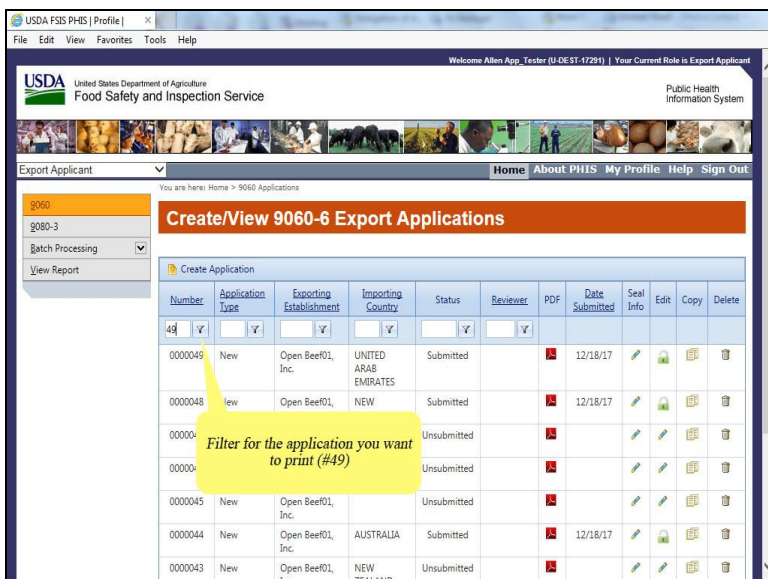 USDA FSIS PHIS | Profile |
File Edit View Favorites Tools Help
Welcome Allen App_Tester (U-DEST-17291) | Your Current Role is Export Applicant
USDA United States Department of Agriculture
Food Safety and Inspection Service
Public Health
Information System
Export Applicant Home About PHIS My Profile Help Sign Out
You are here: Home > 9060 Applications
9060
9080-3
Batch Processing
View Report
Create/View 9060-6 Export Applications
Create Application
Number Application Type Exporting Establishment Importing Country Status Reviewer PDF Date Submitted Seal Info Edit Copy Delete
49
0000049 New Open Beef01, Inc. UNITED ARAB EMIRATES Submitted 12/18/17
0000048 New Open Beef01, NEW Submitted 12/18/17
Unsubmitted
Unsubmitted
Filter for the application you want
to print (#49)
0000045 New Open Beef01, Inc. Unsubmitted
0000044 New Open Beef01, Inc. AUSTRALIA Submitted 12/18/17
0000043 New Open Beef01, NEW Unsubmitted